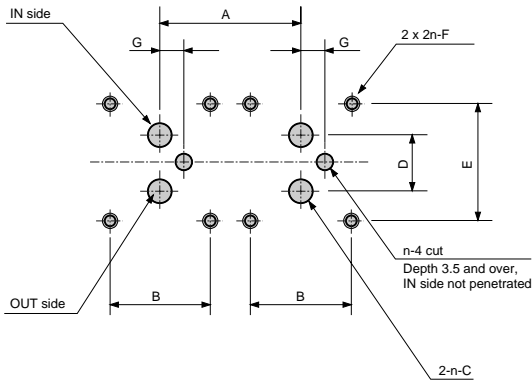 IN side
A
G
G
2 x 2n-F
D
E
n-4 cut
Depth 3.5 and over,
IN side not penetrated
B
B
OUT side
2-n-C